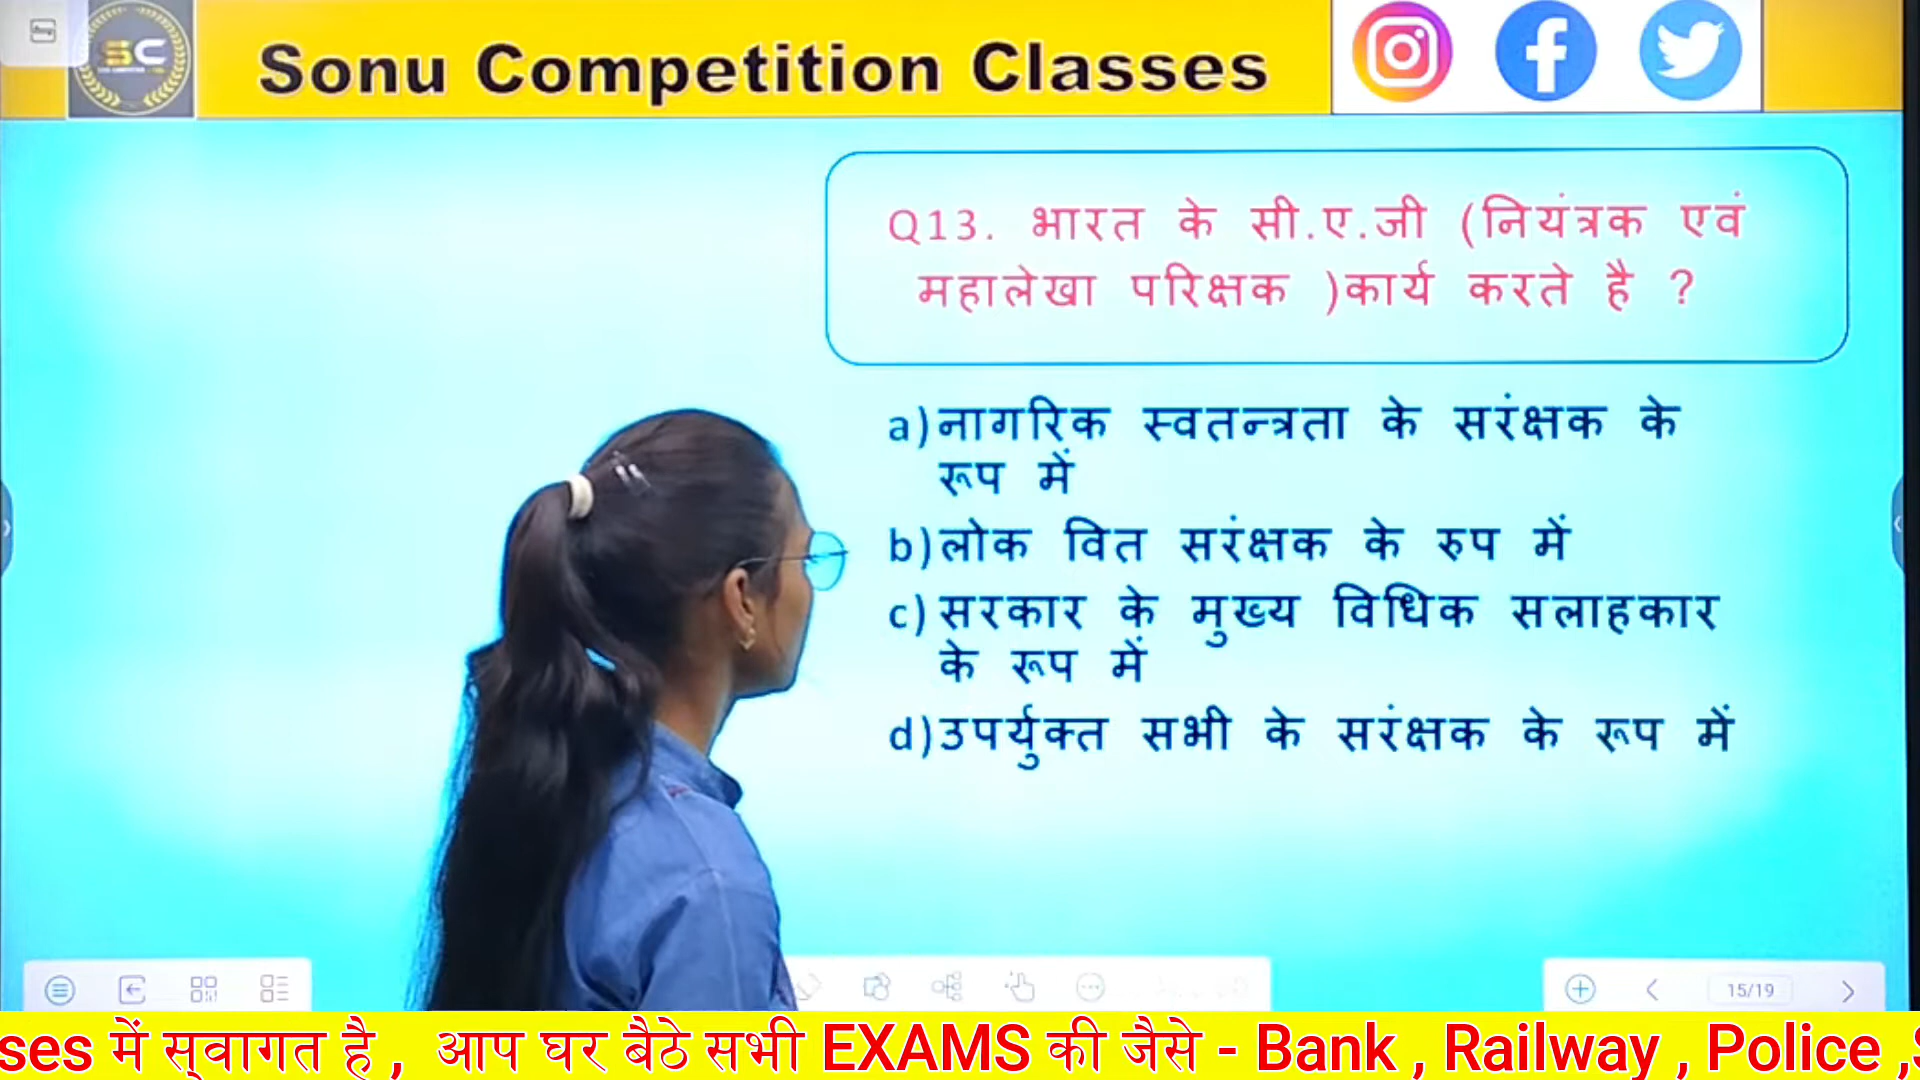 SC
Sonu Competition Classes
Q13. भारत के सी.ए.जी (नियंत्रक एवं
महालेखा परिक्षक )कार्य करते है ?
a)नागरिक स्वतन्त्रता के सरंक्षक के
रूप में
b)लोक वित सरंक्षक के रुप में
c)सरकार के मुख्य विधिक सलाहकार
के रूप में
d)उपर्युक्त सभी के सरंक्षक के रूप में
15/19
ses में स्वागत है , आप घर बैठे सभी EXAMS की जैसे - Bank , Railway , Police ,S